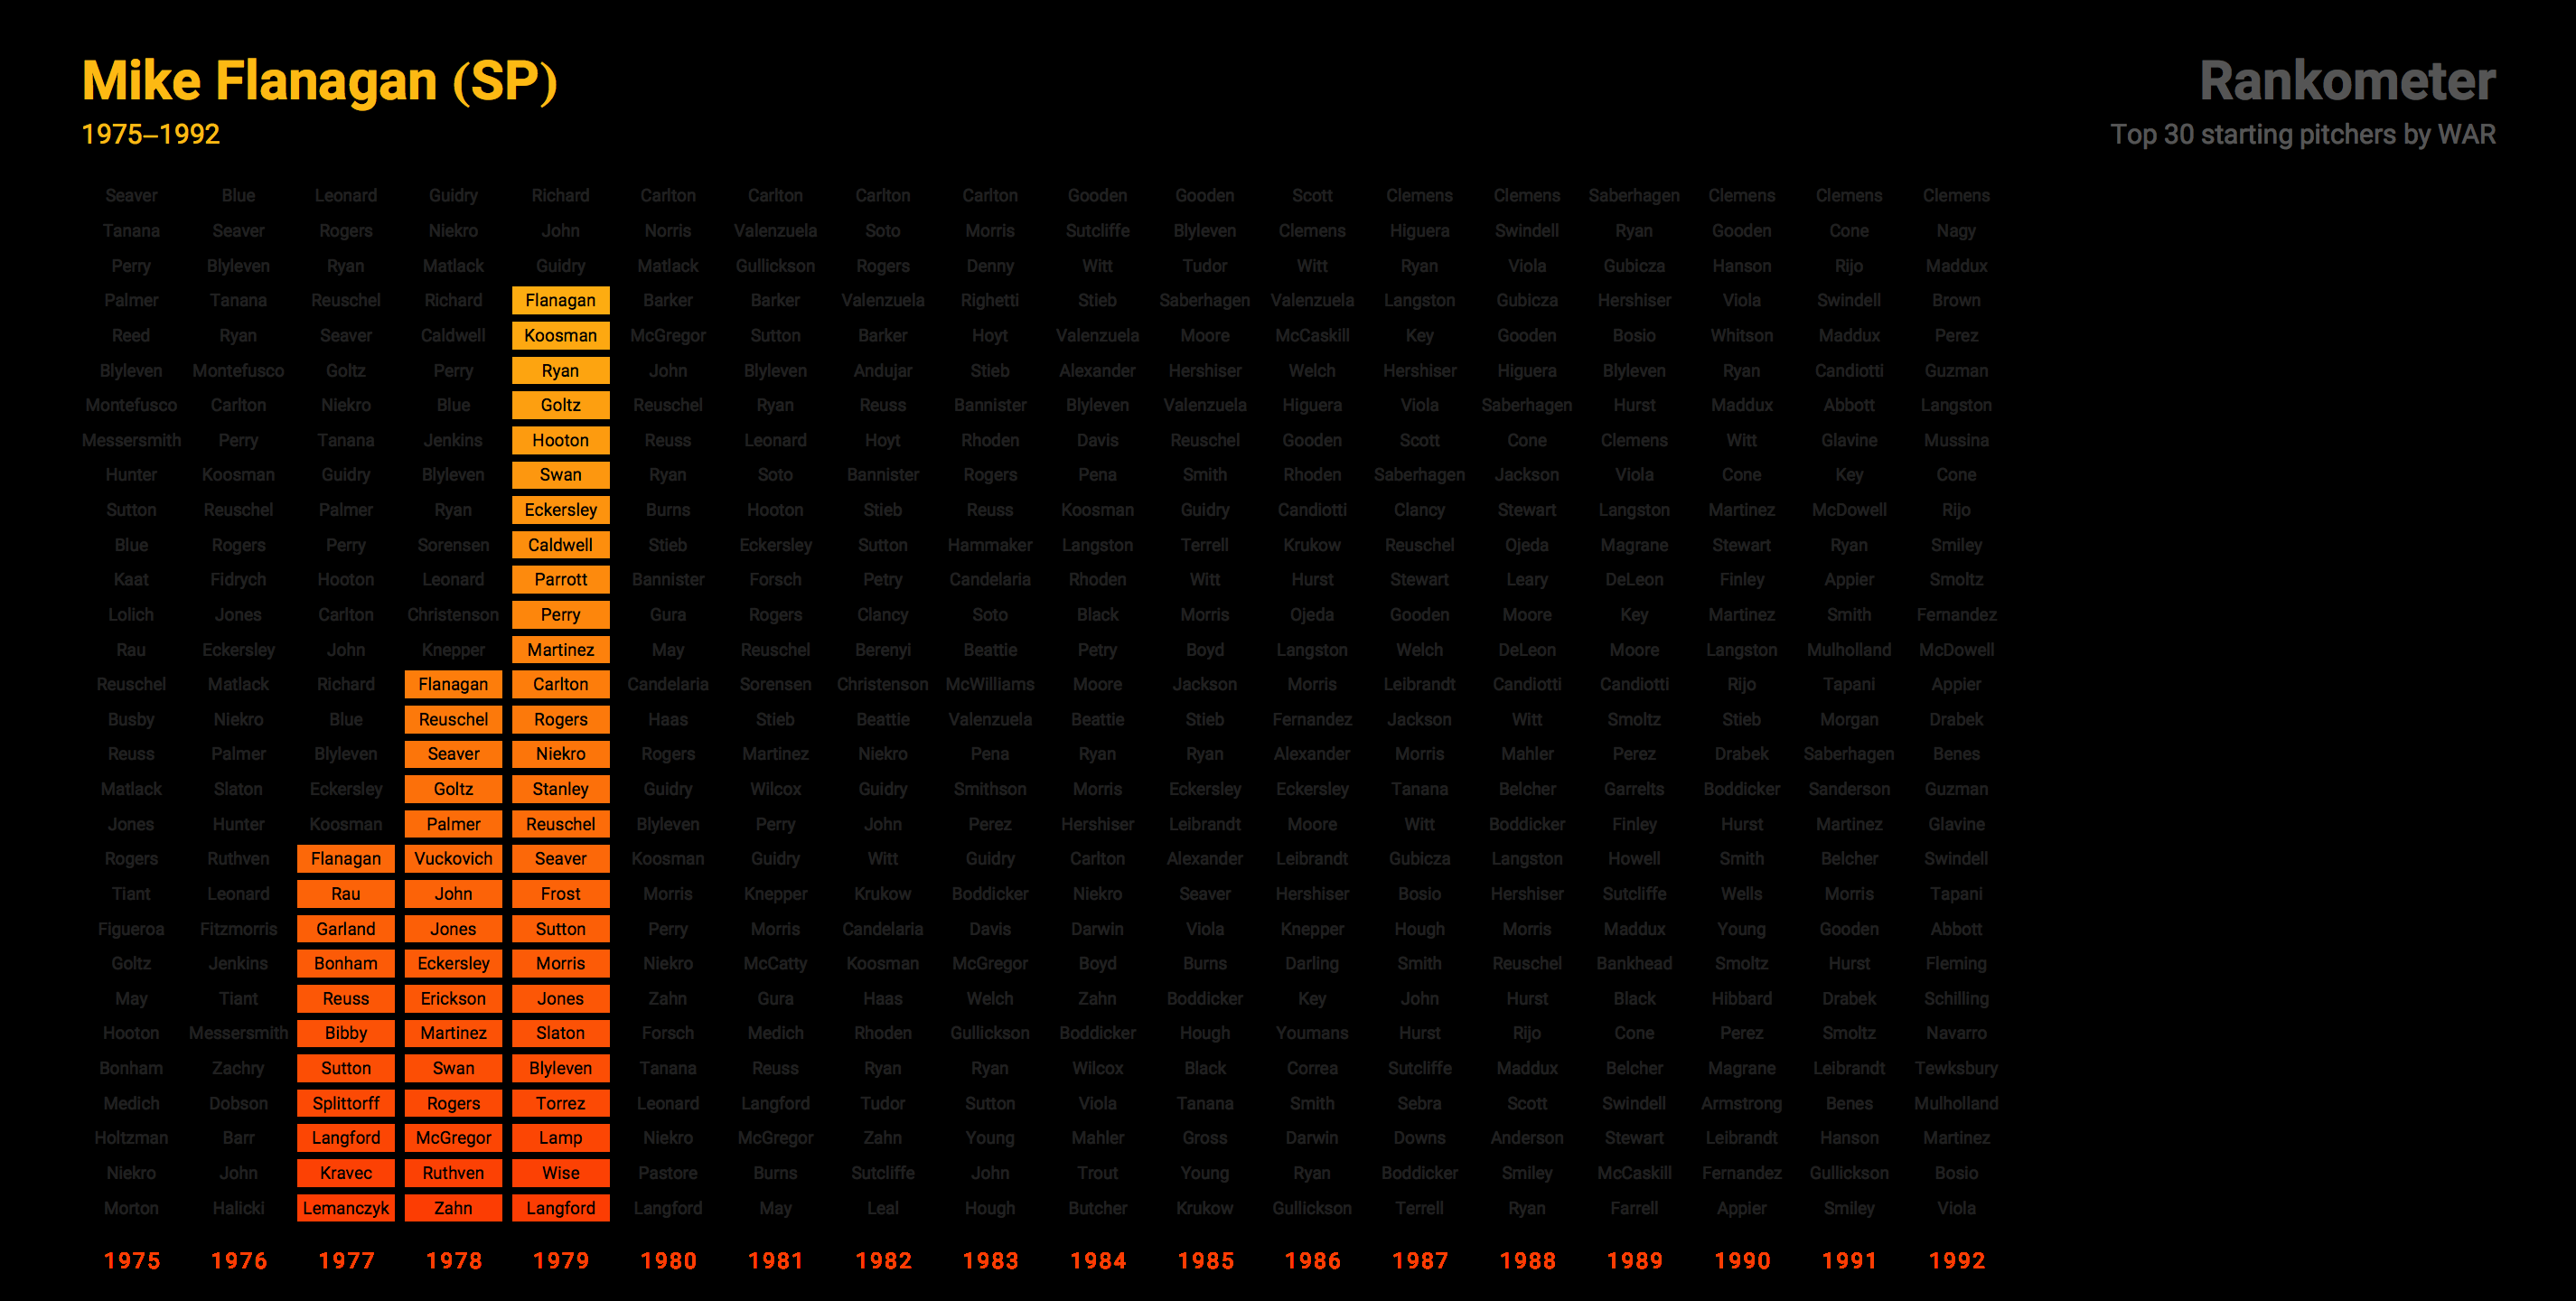 Mike Flanagan (SP)
Rankometer
1975–1992
Top 30 starting pitchers by WAR
Seaver Blue Leonard Guidry Richard Carlton Carlton Carlton Carlton Gooden Gooden Scott Clemens Clemens Saberhagen Clemens Clemens Clemens
Tanana Seaver Rogers Niekro John Norris Valenzuela Soto Morris Sutcliffe Blyleven Clemens Higuera Swindell Ryan Gooden Cone Nagy
Perry Blyleven Ryan Matlack Guidry Matlack Gullickson Rogers Denny Witt Tudor Witt Ryan Viola Gubicza Hanson Rijo Maddux
Palmer Tanana Reuschel Richard Flanagan Barker Barker Valenzuela Righetti Stieb Saberhagen Valenzuela Langston Gubicza Hershiser Viola Swindell Brown
Reed Ryan Seaver Caldwell Koosman McGregor Sutton Barker Hoyt Valenzuela Moore McCaskill Key Gooden Bosio Whitson Maddux Perez
Blyleven Montefusco Goltz Perry Ryan John Blyleven Andujar Stieb Alexander Hershiser Welch Hershiser Higuera Blyleven Ryan Candiotti Guzman
Montefusco Carlton Niekro Blue Goltz Reuschel Ryan Reuss Bannister Blyleven Valenzuela Higuera Viola Saberhagen Hurst Maddux Abbott Langston
Messersmith Perry Tanana Jenkins Hooton Reuss Leonard Hoyt Rhoden Davis Reuschel Gooden Scott Cone Clemens Witt Glavine Mussina
Hunter Koosman Guidry Blyleven Swan Ryan Soto Bannister Rogers Pena Smith Rhoden Saberhagen Jackson Viola Cone Key Cone
Sutton Reuschel Palmer Ryan Eckersley Burns Hooton Stieb Reuss Koosman Guidry Candiotti Clancy Stewart Langston Martinez McDowell Rijo
Blue Rogers Perry Sorensen Caldwell Stieb Eckersley Sutton Hammaker Langston Terrell Krukow Reuschel Ojeda Magrane Stewart Ryan Smiley
Kaat Fidrych Hooton Leonard Parrott Bannister Forsch Petry Candelaria Rhoden Witt Hurst Stewart Leary DeLeon Finley Appier Smoltz
Lolich Jones Carlton Christenson Perry Gura Rogers Clancy Soto Black Morris Ojeda Gooden Moore Key Martinez Smith Fernandez
Rau Eckersley John Knepper Martinez May Reuschel Berenyi Beattie Petry Boyd Langston Welch DeLeon Moore Langston Mulholland McDowell
Reuschel Matlack Richard Flanagan Carlton Candelaria Sorensen Christenson McWilliams Moore Jackson Morris Leibrandt Candiotti Candiotti Rijo Tapani Appier
Busby Niekro Blue Reuschel Rogers Haas Stieb Beattie Valenzuela Beattie Stieb Fernandez Jackson Witt Smoltz Stieb Morgan Drabek
Reuss Palmer Blyleven Seaver Niekro Rogers Martinez Niekro Pena Ryan Ryan Alexander Morris Mahler Perez Drabek Saberhagen Benes
Matlack Slaton Eckersley Goltz Stanley Guidry Wilcox Guidry Smithson Morris Eckersley Eckersley Tanana Belcher Garrelts Boddicker Sanderson Guzman
Jones Hunter Koosman Palmer Reuschel Blyleven Perry John Perez Hershiser Leibrandt Moore Witt Boddicker Finley Hurst Martinez Glavine
Rogers Ruthven Flanagan Vuckovich Seaver Koosman Guidry Witt Guidry Carlton Alexander Leibrandt Gubicza Langston Howell Smith Belcher Swindell
Tiant Leonard Rau John Frost Morris Knepper Krukow Boddicker Niekro Seaver Hershiser Bosio Hershiser Sutcliffe Wells Morris Tapani
Figueroa Fitzmorris Garland Jones Sutton Perry Morris Candelaria Davis Darwin Viola Knepper Hough Morris Maddux Young Gooden Abbott
Goltz Jenkins Bonham Eckersley Morris Niekro McCatty Koosman McGregor Boyd Burns Darling Smith Reuschel Bankhead Smoltz Hurst Fleming
May Tiant Reuss Erickson Jones Zahn Gura Haas Welch Zahn Boddicker Key John Hurst Black Hibbard Drabek Schilling
Hooton Messersmith Bibby Martinez Slaton Forsch Medich Rhoden Gullickson Boddicker Hough Youmans Hurst Rijo Cone Perez Smoltz Navarro
Bonham Zachry Sutton Swan Blyleven Tanana Reuss Ryan Ryan Wilcox Black Correa Sutcliffe Maddux Belcher Magrane Leibrandt Tewksbury
Medich Dobson Splittorff Rogers Torrez Leonard Langford Tudor Sutton Viola Tanana Smith Sebra Scott Swindell Armstrong Benes Mulholland
Holtzman Barr Langford McGregor Lamp Niekro McGregor Zahn Young Mahler Gross Darwin Downs Anderson Stewart Leibrandt Hanson Martinez
Niekro John Kravec Ruthven Wise Pastore Burns Sutcliffe John Trout Young Ryan Boddicker Smiley McCaskill Fernandez Gullickson Bosio
Morton Halicki Lemanczyk Zahn Langford Langford May Leal Hough Butcher Krukow Gullickson Terrell Ryan Farrell Appier Smiley Viola
1975 1976 1977 1978 1979 1980 1981 1982 1983 1984 1985 1986 1987 1988 1989 1990 1991 1992